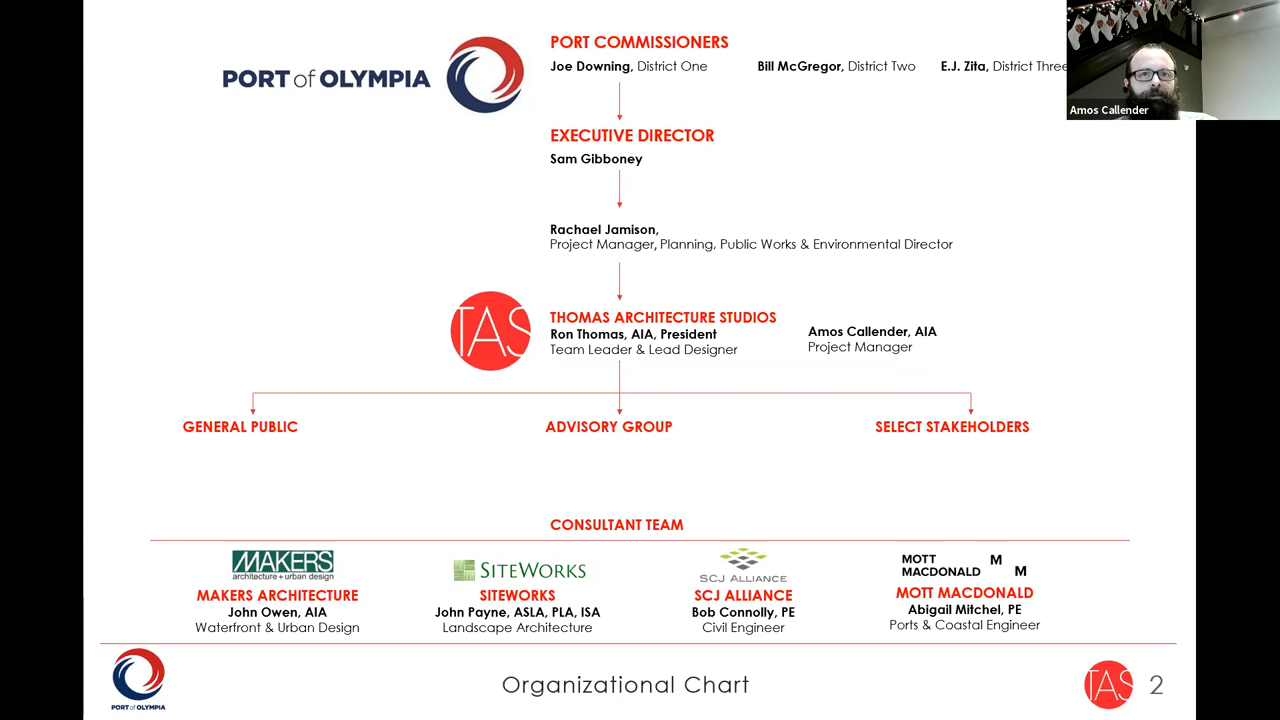 PORT of OLYMPIA
PORT COMMISSIONERS
Joe Downing, District One
Bill McGregor, District Two
E.J. Zita, District Three
Amos Callender
EXECUTIVE DIRECTOR
Sam Gibboney
Rachael Jamison,
Project Manager, Planning, Public Works & Environmental Director
TAS
THOMAS ARCHITECTURE STUDIOS
Ron Thomas, AIA, President
Team Leader & Lead Designer
Amos Callender, AIA
Project Manager
GENERAL PUBLIC
ADVISORY GROUP
SELECT STAKEHOLDERS
CONSULTANT TEAM
MAKERS
architecture + urban design
MAKERS ARCHITECTURE
John Owen, AIA
Waterfront & Urban Design
SITEWORKS
SITEWORKS
John Payne, ASLA, PLA, ISA
Landscape Architecture
SCJ ALLIANCE
SCJ ALLIANCE
Bob Connolly, PE
Civil Engineer
MOTT M
MACDONALD M
MOTT MACDONALD
Abigail Mitchel, PE
Ports & Coastal Engineer
PORT of OLYMPIA
Organizational Chart
TAS
2